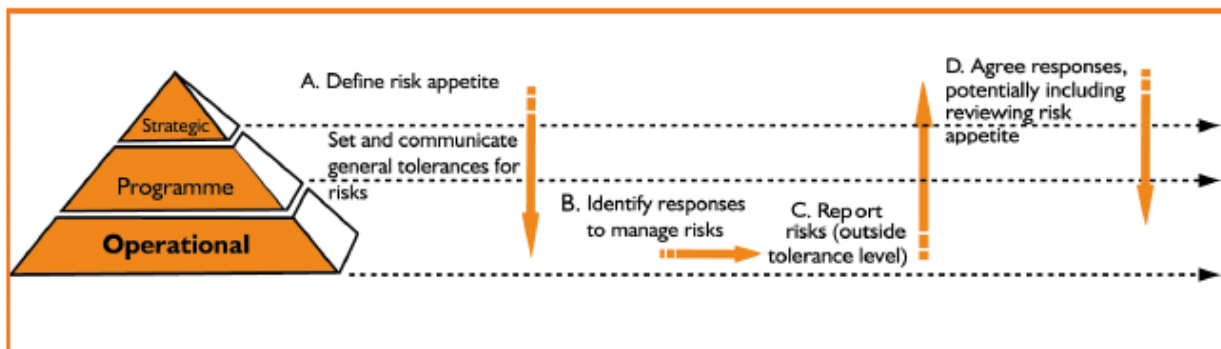 Strategic
Programme
Operational
A. Define risk appetite
Set and communicate
general tolerances for
risks
B. Identify responses
to manage risks
C. Report
risks (outside
tolerance level)
D. Agree responses,
potentially including
reviewing risk
appetite